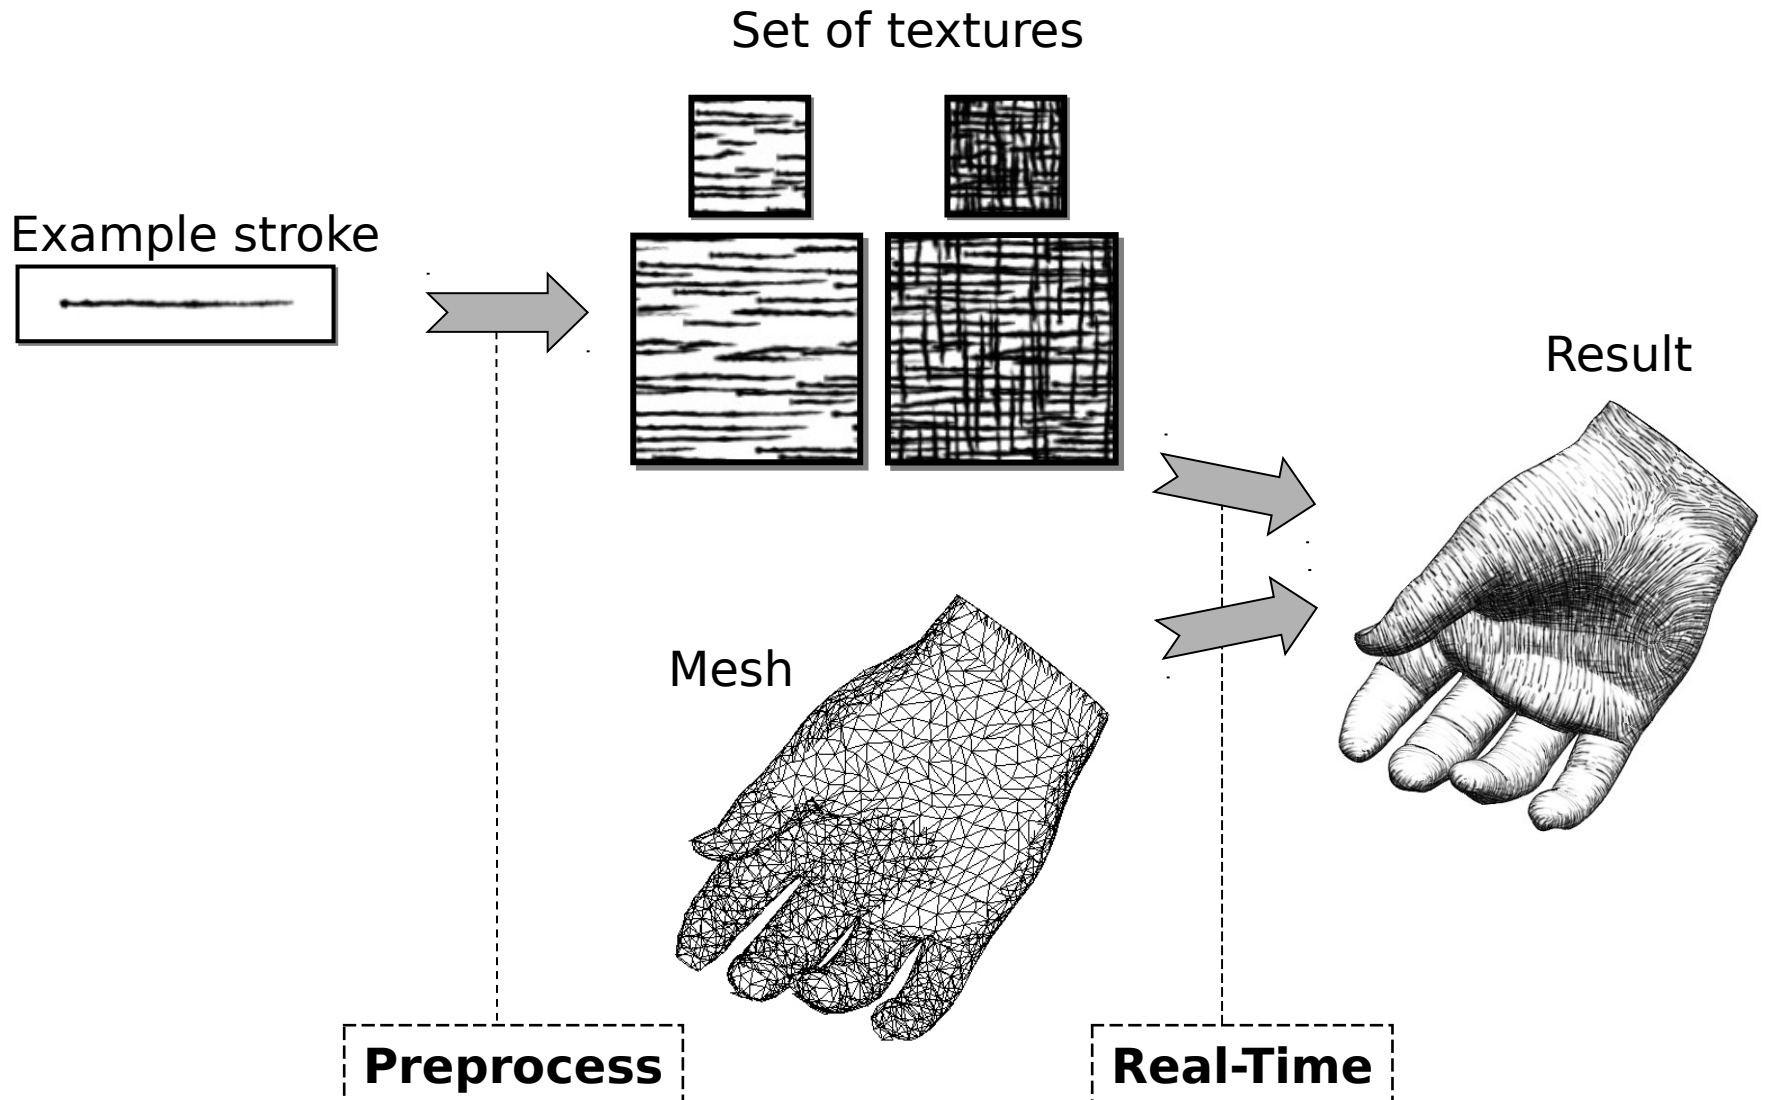 Set of textures
Example stroke
Result
Mesh
Preprocess
Real-Time